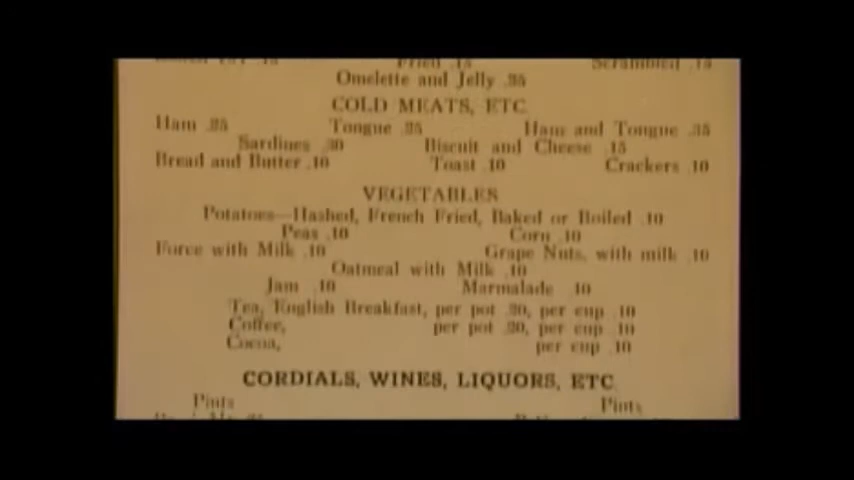 Fried .15 Scrambled .15
Omelette and Jelly .35
COLD MEATS, ETC
Ham .25 Tongue .25 Ham and Tongue .35
Sardines .30 Biscuit and Cheese .15
Bread and Butter .10 Toast .10 Crackers .10
VEGETABLES
Potatoes—Hashed, French Fried, Baked or Boiled .10
Peas .10 Corn .10
Force with Milk .10 Grape Nuts, with milk .10
Oatmeal with Milk .10
Jam .10 Marmalade .10
Tea, English Breakfast, per pot .20, per cup .10
Coffee, per pot .20, per cup .10
Cocoa, per cup .10
CORDIALS, WINES, LIQUORS, ETC
Pints Pints